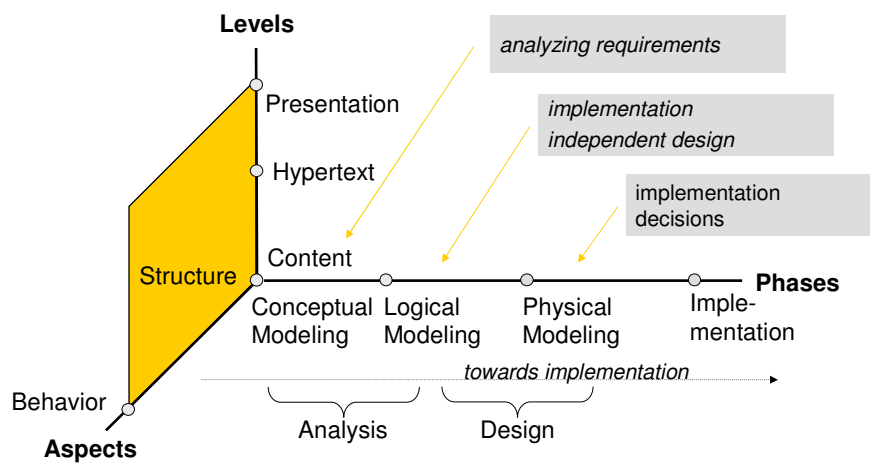 Levels
analyzing requirements
Presentation
implementation
independent design
Hypertext
implementation
decisions
Content
Structure
Phases
Conceptual
Modeling
Logical
Modeling
Physical
Modeling
Imple-
mentation
towards implementation
Behavior
Analysis
Design
Aspects